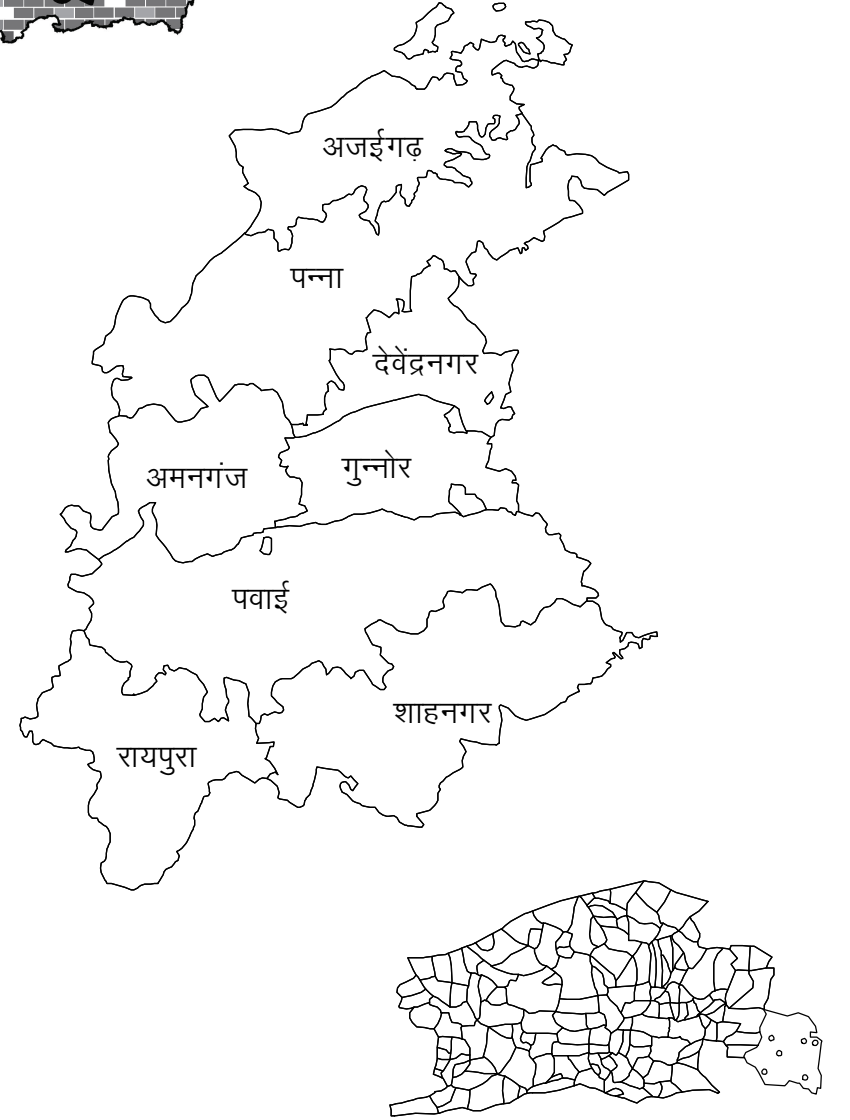 अजईगढ़
पन्ना
देवेंद्रनगर
अमनगंज
गुन्नोर
पवाई
शाहनगर
रायपुरा